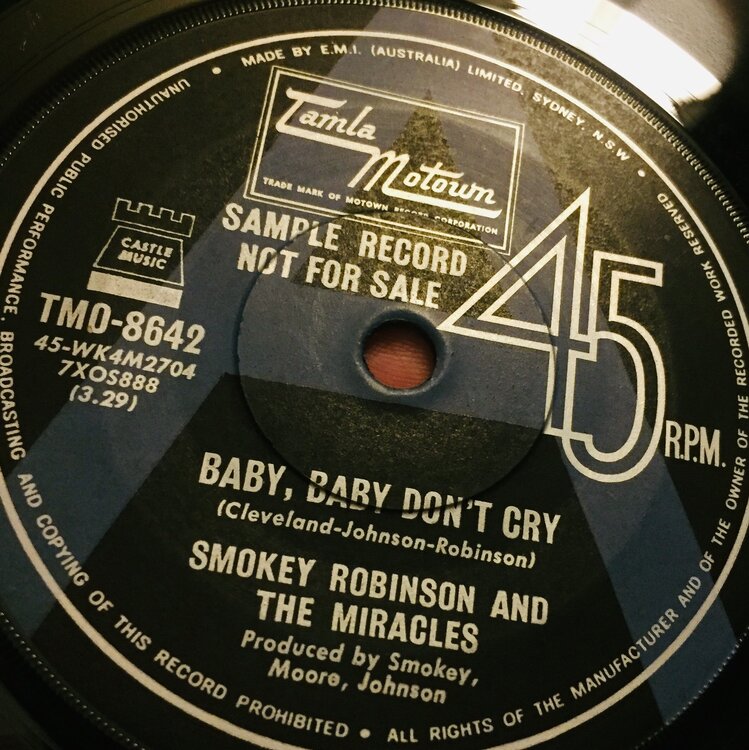 MADE BY E.M.I. (AUSTRALIA) LIMITED, SYDNEY, N.S.W.
Tamla
Motown
TRADE MARK OF MOTOWN RECORD CORPORATION
SAMPLE RECORD
NOT FOR SALE
CASTLE
MUSIC
TMO-8642
45-WK4M2704
7XOS888
(3.29)
45
R.P.M.
BABY, BABY DON'T CRY
(Cleveland-Johnson-Robinson)
SMOKEY ROBINSON AND
THE MIRACLES
Produced by Smokey,
Moore, Johnson
UNAUTHORISED PUBLIC PERFORMANCE, BROADCASTING AND COPYING OF THIS RECORD PROHIBITED • ALL RIGHTS OF THE MANUFACTURER AND OF THE OWNER OF THE RECORDED WORK RESERVED